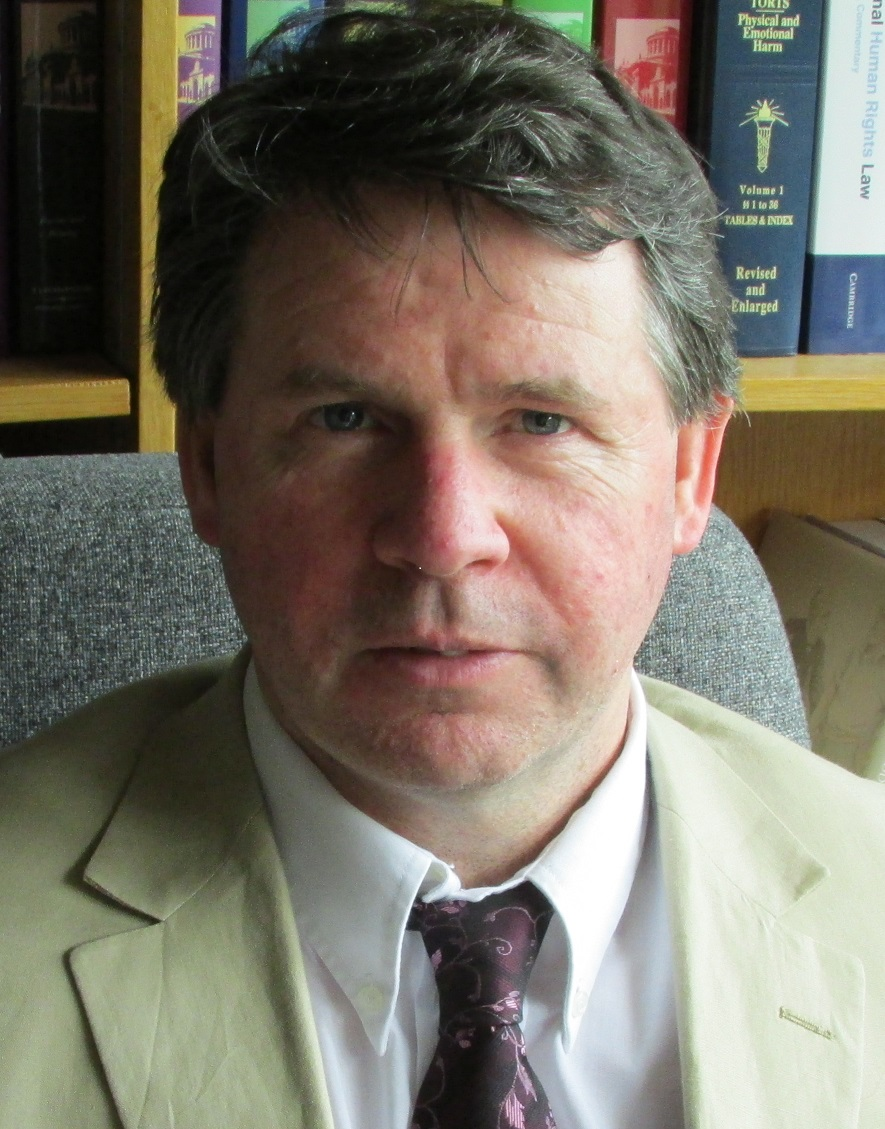 TORTS
Physical and
Emotional
Harm
Volume 1
§§ 1 to 36
TABLES & INDEX
Revised
and
Enlarged
nal Human Rights Law
Commentary
CAMBRIDGE